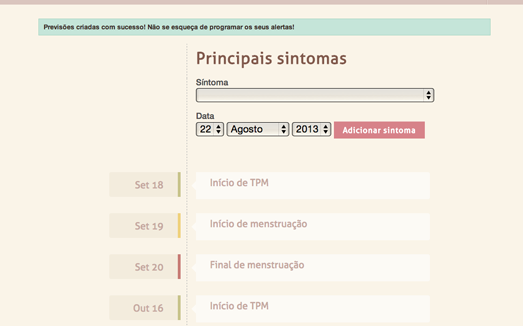 Previsões criadas com sucesso! Não se esqueça de programar os seus alertas!
Principais sintomas
Síntoma
Data
22 Agosto 2013 Adicionar sintoma
Set 18 Início de TPM
Set 19 Início de menstruação
Set 20 Final de menstruação
Out 16 Início de TPM